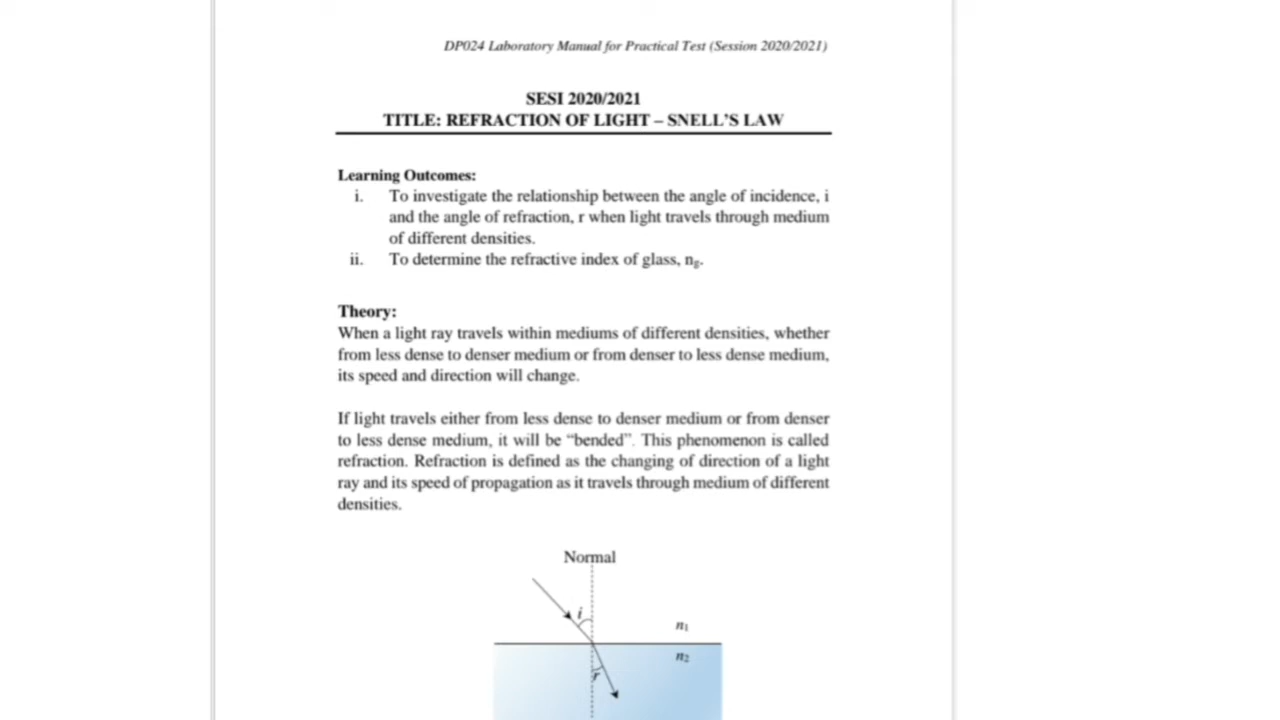 DP024 Laboratory Manual for Practical Test (Session 2020/2021)
SESI 2020/2021
TITLE: REFRACTION OF LIGHT – SNELL'S LAW
Learning Outcomes:
i. To investigate the relationship between the angle of incidence, i
and the angle of refraction, r when light travels through medium
of different densities.
ii. To determine the refractive index of glass, ng.
Theory:
When a light ray travels within mediums of different densities, whether
from less dense to denser medium or from denser to less dense medium,
its speed and direction will change.
If light travels either from less dense to denser medium or from denser
to less dense medium, it will be “bended”. This phenomenon is called
refraction. Refraction is defined as the changing of direction of a light
ray and its speed of propagation as it travels through medium of different
densities.
Normal
i
n1
n2
r